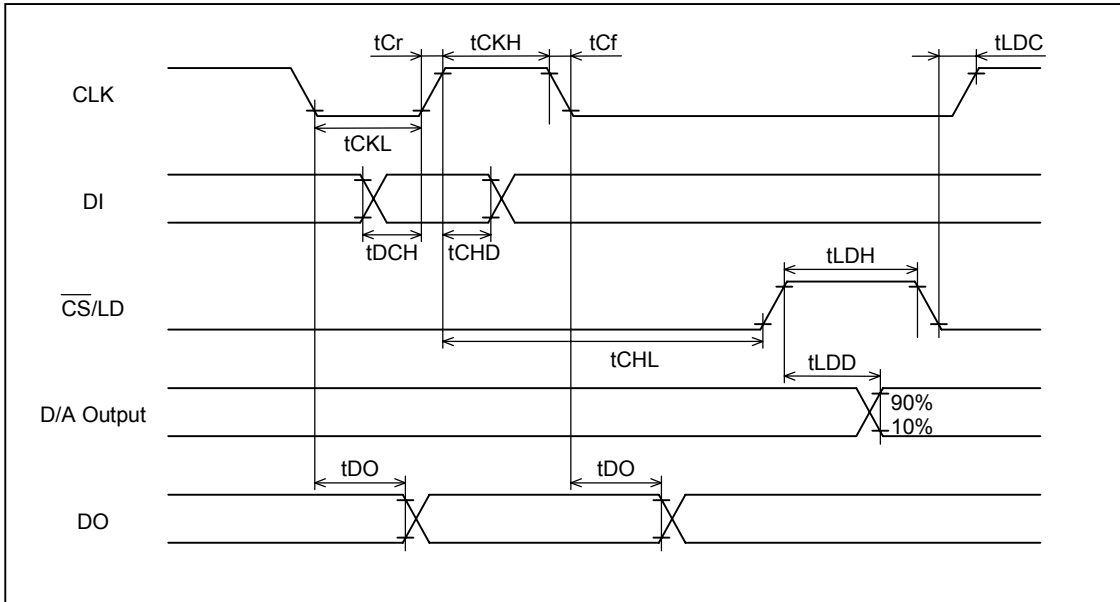 tCr tCKH tCf tLDC
CLK
tCKL
DI
tDCH tCHD
tLDH
CS/LD
tCHL
tLDD
D/A Output
90%
10%
tDO tDO
DO